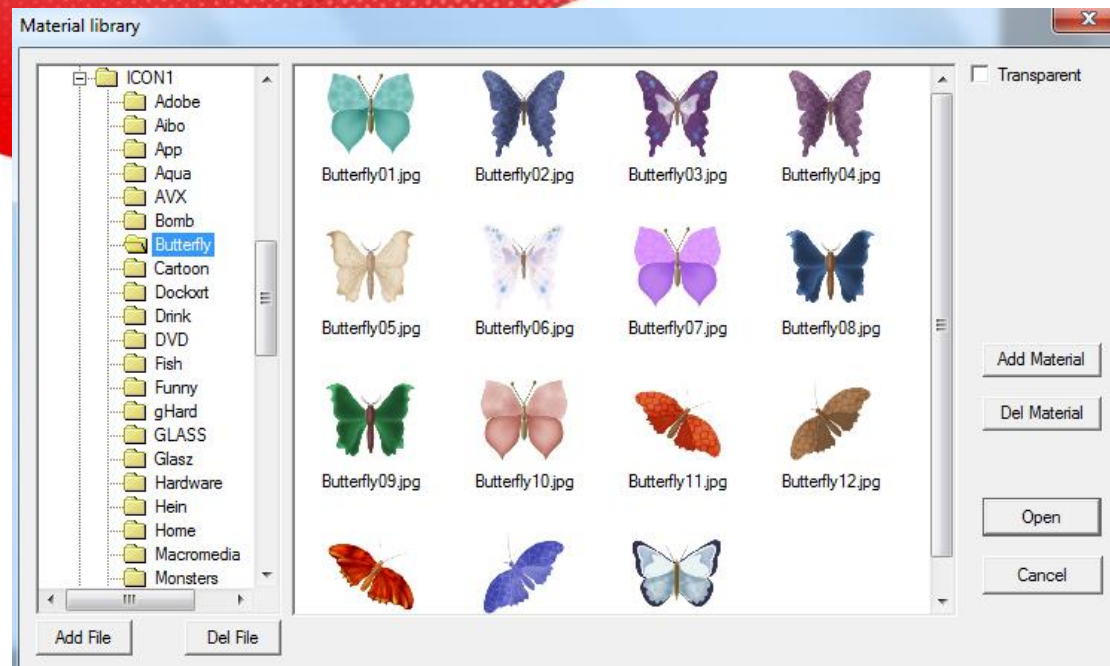 Material library
X
ICON1
Adobe
Aibo
App
Aqua
AVX
Bomb
Butterfly
Cartoon
Dockxrt
Drink
DVD
Fish
Funny
gHard
GLASS
Glasz
Hardware
Hein
Home
Macromedia
Monsters
Add File Del File
Butterfly01.jpg Butterfly02.jpg Butterfly03.jpg Butterfly04.jpg
Butterfly05.jpg Butterfly06.jpg Butterfly07.jpg Butterfly08.jpg
Butterfly09.jpg Butterfly10.jpg Butterfly11.jpg Butterfly12.jpg
Transparent
Add Material
Del Material
Open
Cancel